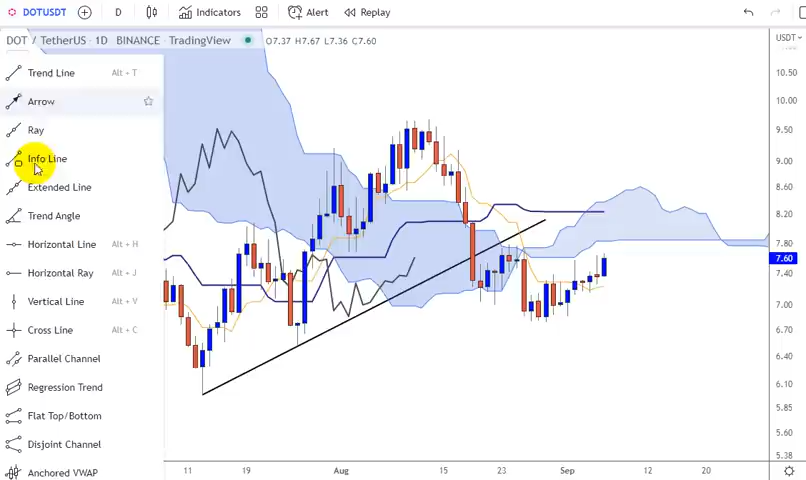 DOTUSDT D Indicators Alert Replay
DOT / TetherUS · 1D · BINANCE · TradingView O7.37 H7.67 L7.36 C7.60
USDT
Trend Line Alt + T
Arrow
Ray
Info Line
Extended Line
Trend Angle
Horizontal Line Alt + H
Horizontal Ray Alt + J
Vertical Line Alt + V
Cross Line Alt + C
Parallel Channel
Regression Trend
Flat Top/Bottom
Disjoint Channel
Anchored VWAP
10.50
10.00
9.50
9.00
8.60
8.20
7.80
7.60
7.40
7.00
6.70
6.40
6.10
5.85
5.60
5.38
11 19 Aug 15 23 Sep 12 20